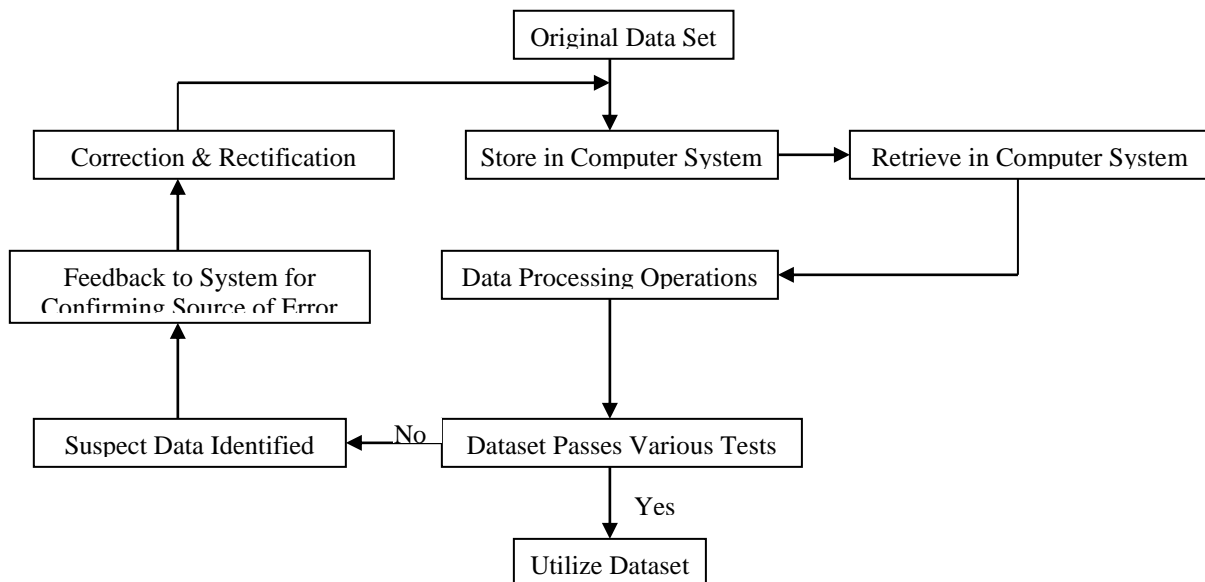 Original Data Set
Correction & Rectification
Store in Computer System
Retrieve in Computer System
Feedback to System for
Confirming Source of Error
Data Processing Operations
Suspect Data Identified
No
Dataset Passes Various Tests
Yes
Utilize Dataset